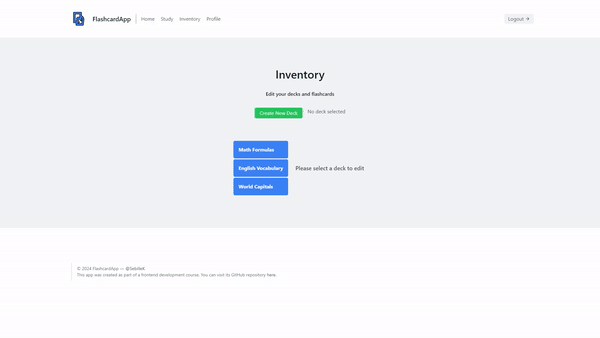 FlashcardApp Home Study Inventory Profile Logout →
Inventory
Edit your decks and flashcards
Create New Deck No deck selected
Math Formulas
English Vocabulary Please select a deck to edit
World Capitals
FlashcardApp —
This app was created as part of a frontend development course. You can visit its GitHub repository here.